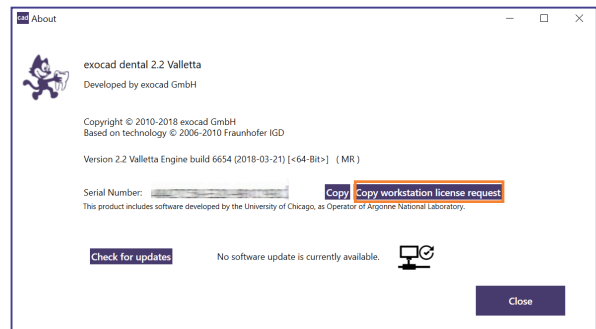 cad About
exocad dental 2.2 Valletta
Developed by exocad GmbH
Copyright © 2010-2018 exocad GmbH
Based on technology © 2006-2010 Fraunhofer IGD
Version 2.2 Valletta Engine build 6654 (2018-03-21) [<64-Bit>] ( MR )
Serial Number: Copy Copy workstation license request
This product includes software developed by the University of Chicago, as Operator of Argonne National Laboratory.
Check for updates No software update is currently available.
Close